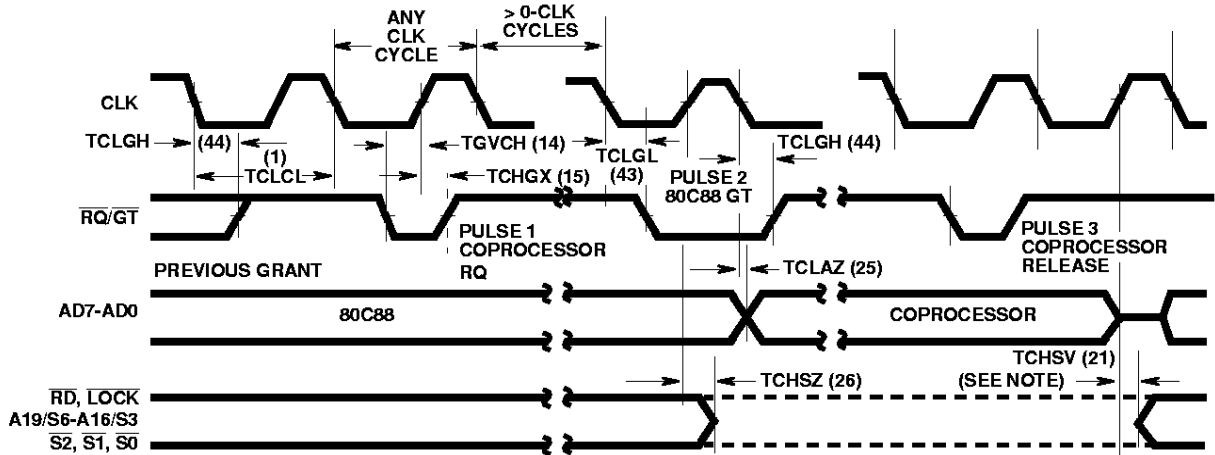 ANY
CLK
CYCLE
> 0-CLK
CYCLES
CLK
TCLGH
(44)
(1)
TCLCL
TGVCH (14)
TCHGX (15)
TCLGL
(43)
PULSE 2
80C88 GT
TCLGH (44)
RQ/GT
PREVIOUS GRANT
PULSE 1
COPROCESSOR
RQ
PULSE 3
COPROCESSOR
RELEASE
TCLAZ (25)
AD7-AD0
80C88
COPROCESSOR
TCHSV (21)
(SEE NOTE)
TCHSZ (26)
RD, LOCK
A19/S6-A16/S3
S2, S1, S0